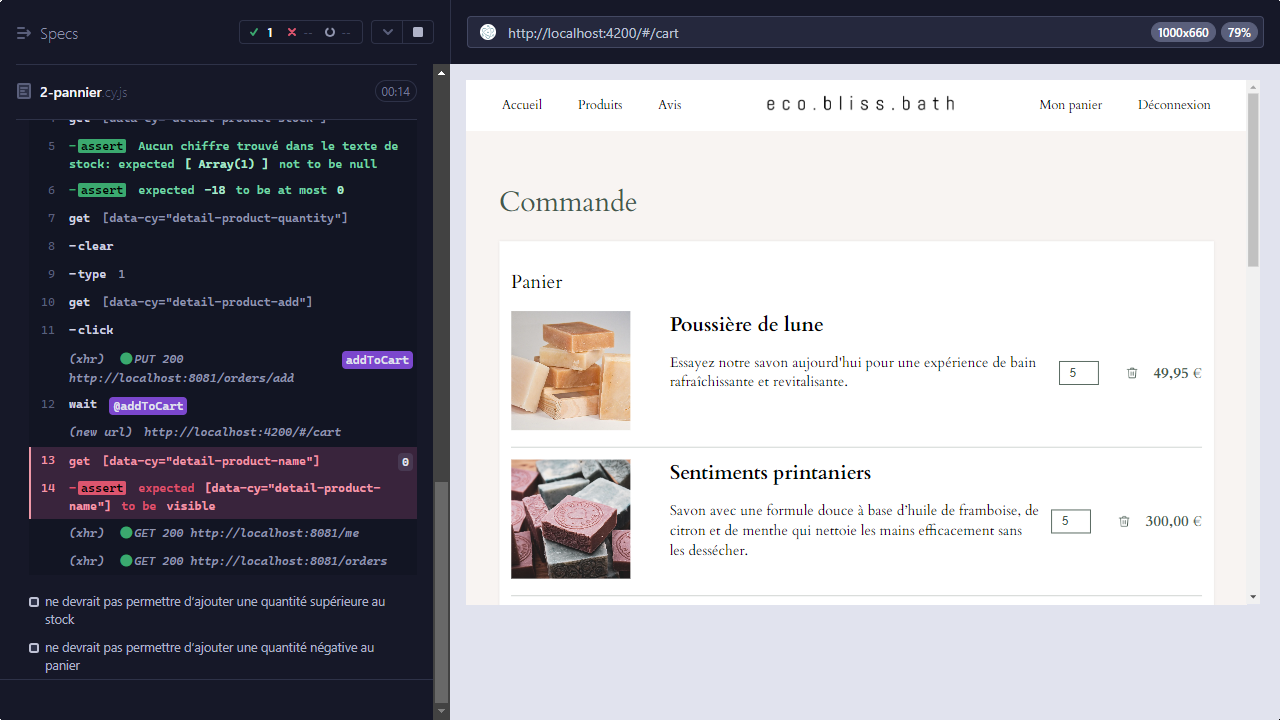 Specs
1
--
--
http://localhost:4200/#/cart
1000x660
79%
2-pannier.cy.js
00:14
4 get [data-cy="detail-product-stock"]
5 -assert Aucun chiffre trouvé dans le texte de
stock: expected [ Array(1) ] not to be null
6 -assert expected -18 to be at most 0
7 get [data-cy="detail-product-quantity"]
8 -clear
9 -type 1
10 get [data-cy="detail-product-add"]
11 -click
(xhr) PUT 200 addToCart
http://localhost:8081/orders/add
12 wait @addToCart
(new url) http://localhost:4200/#/cart
13 get [data-cy="detail-product-name"] 0
14 -assert expected [data-cy="detail-product-
name"] to be visible
(xhr) GET 200 http://localhost:8081/me
(xhr) GET 200 http://localhost:8081/orders
ne devrait pas permettre d'ajouter une quantité supérieure au
stock
ne devrait pas permettre d'ajouter une quantité négative au
panier
Accueil Produits Avis eco.bliss.bath Mon panier Déconnexion
Commande
Panier
Poussière de lune
Essayez notre savon aujourd'hui pour une expérience de bain
rafraîchissante et revitalisante.
5 49,95 €
Sentiments printaniers
Savon avec une formule douce à base d’huile de framboise, de
citron et de menthe qui nettoie les mains efficacement sans
les dessécher.
5 300,00 €